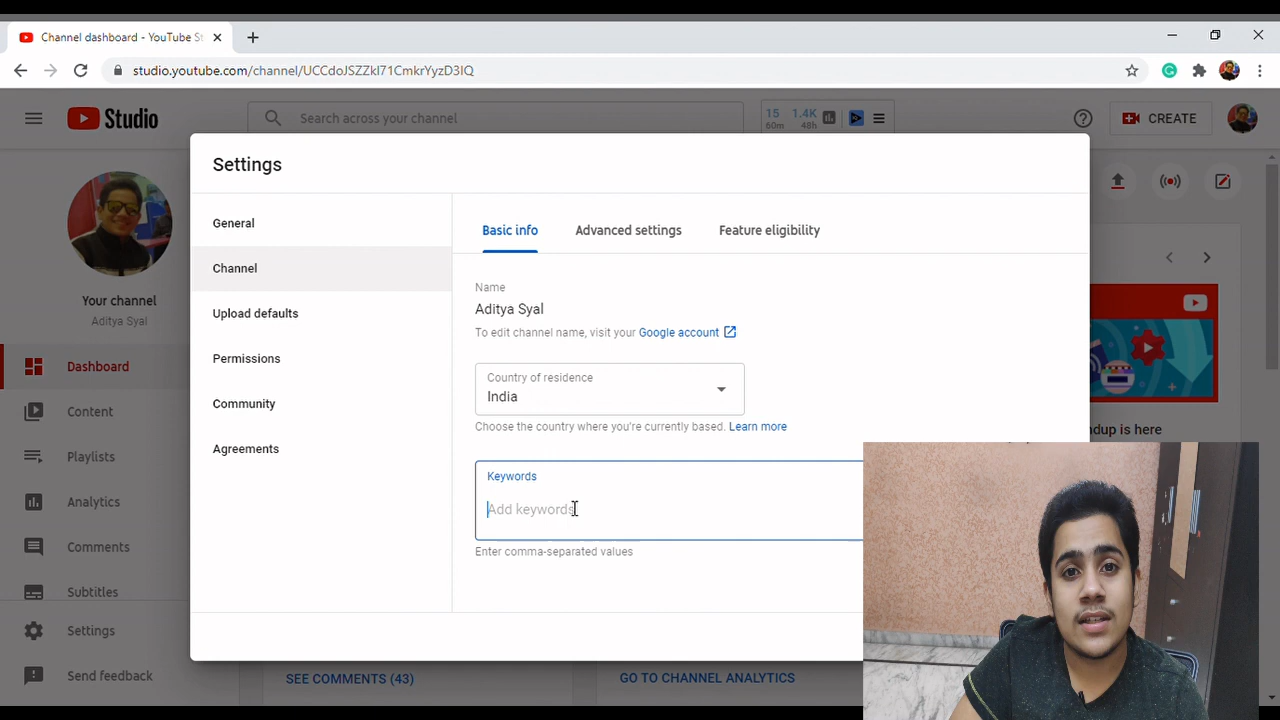 Channel dashboard - YouTube St
studio.youtube.com/channel/UCCdoJSZZkI71CmkrYyzD3IQ
Studio
Search across your channel
15
60m
1.4K
48h
CREATE
Your channel
Aditya Syal
Dashboard
Content
Playlists
Analytics
Comments
Subtitles
Settings
Send feedback
Settings
General
Channel
Upload defaults
Permissions
Community
Agreements
Basic info
Advanced settings
Feature eligibility
Name
Aditya Syal
To edit channel name, visit your Google account
Country of residence
India
Choose the country where you're currently based. Learn more
Keywords
Add keywords
Enter comma-separated values
ndup is here
SEE COMMENTS (43)
GO TO CHANNEL ANALYTICS